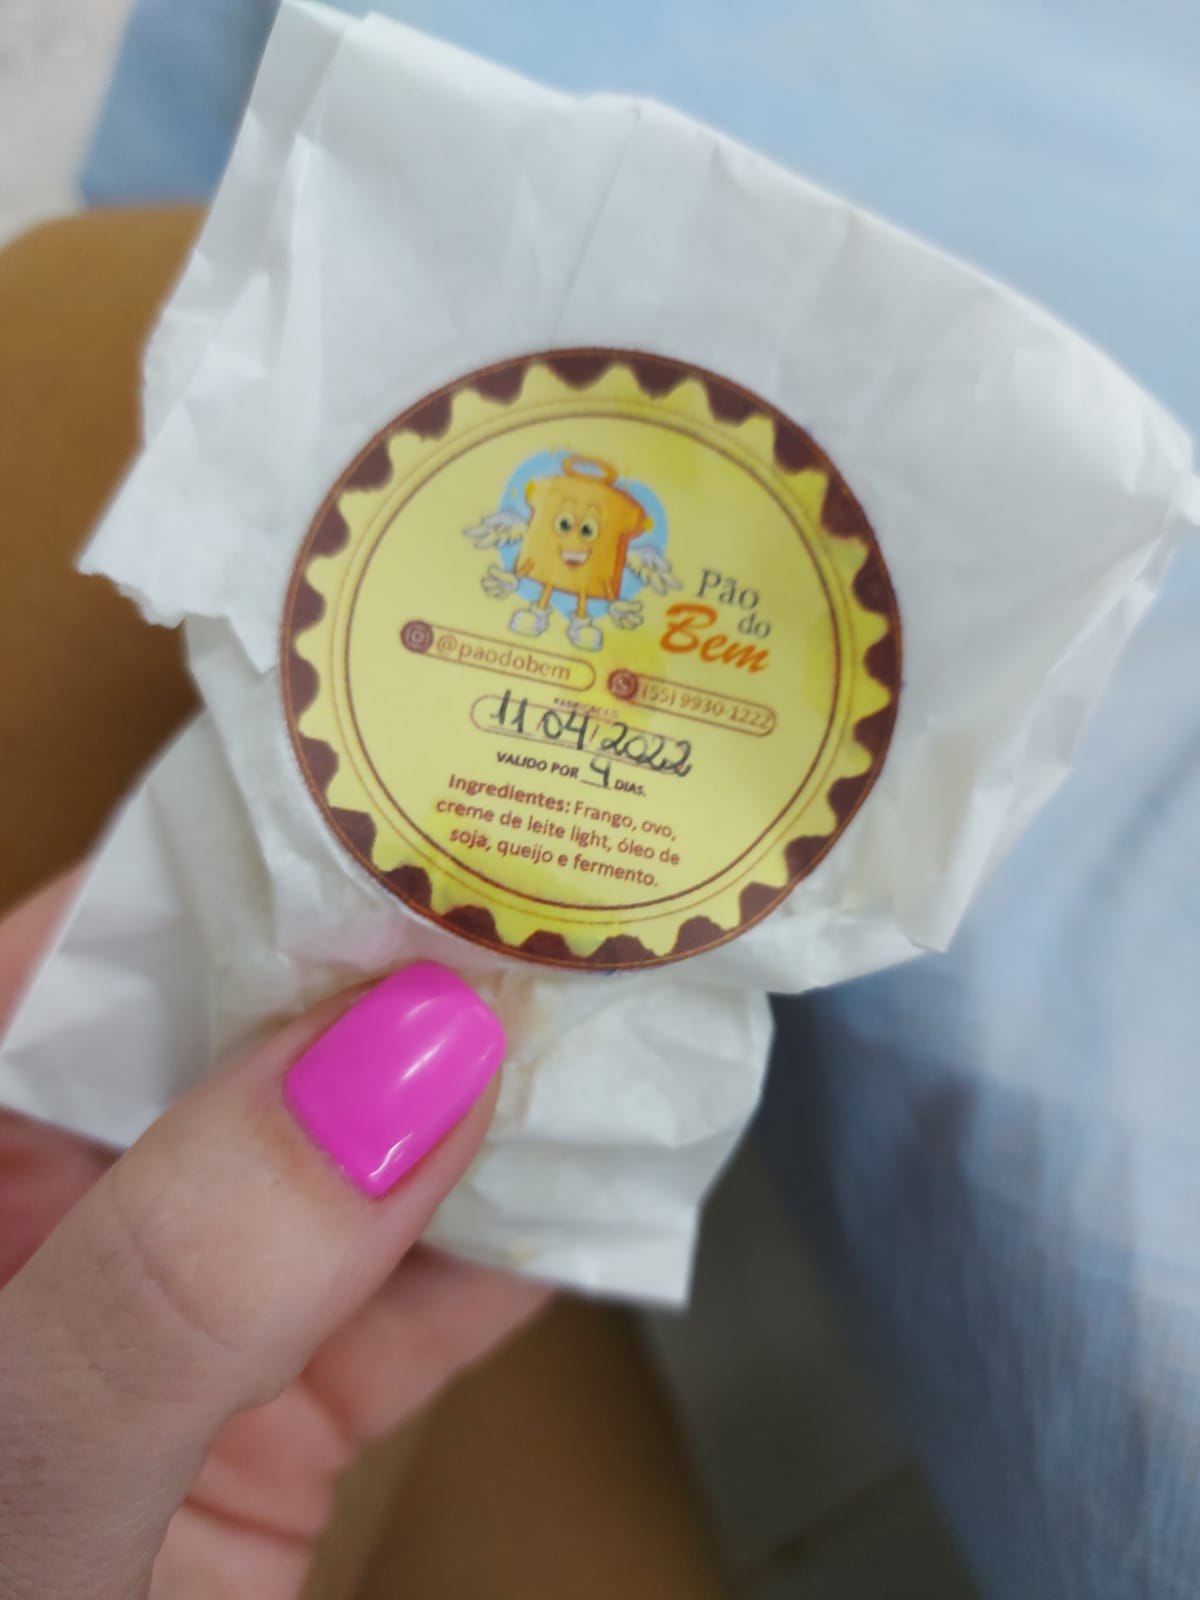 Pão
do
Bem
@paodobem
(55) 9930 1222
FABRICAÇÃO
11/04/2022
VALIDO POR 4 DIAS.
Ingredientes: Frango, ovo,
creme de leite light, óleo de
soja, queijo e fermento.